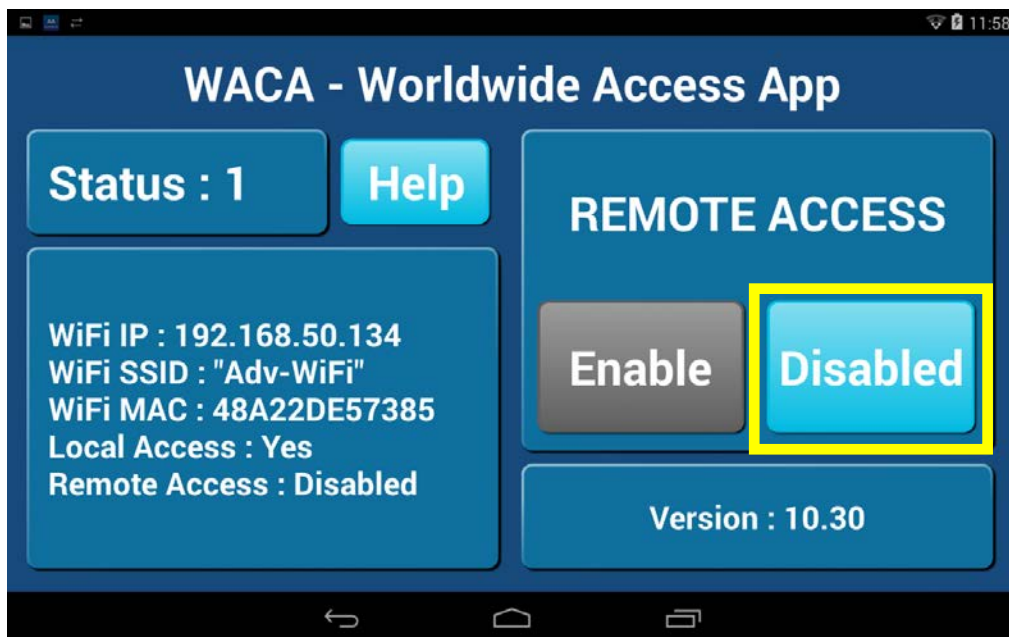 11:58
WACA - Worldwide Access App
Status : 1
Help
WiFi IP : 192.168.50.134
WiFi SSID : "Adv-WiFi"
WiFi MAC : 48A22DE57385
Local Access : Yes
Remote Access : Disabled
REMOTE ACCESS
Enable
Disabled
Version : 10.30